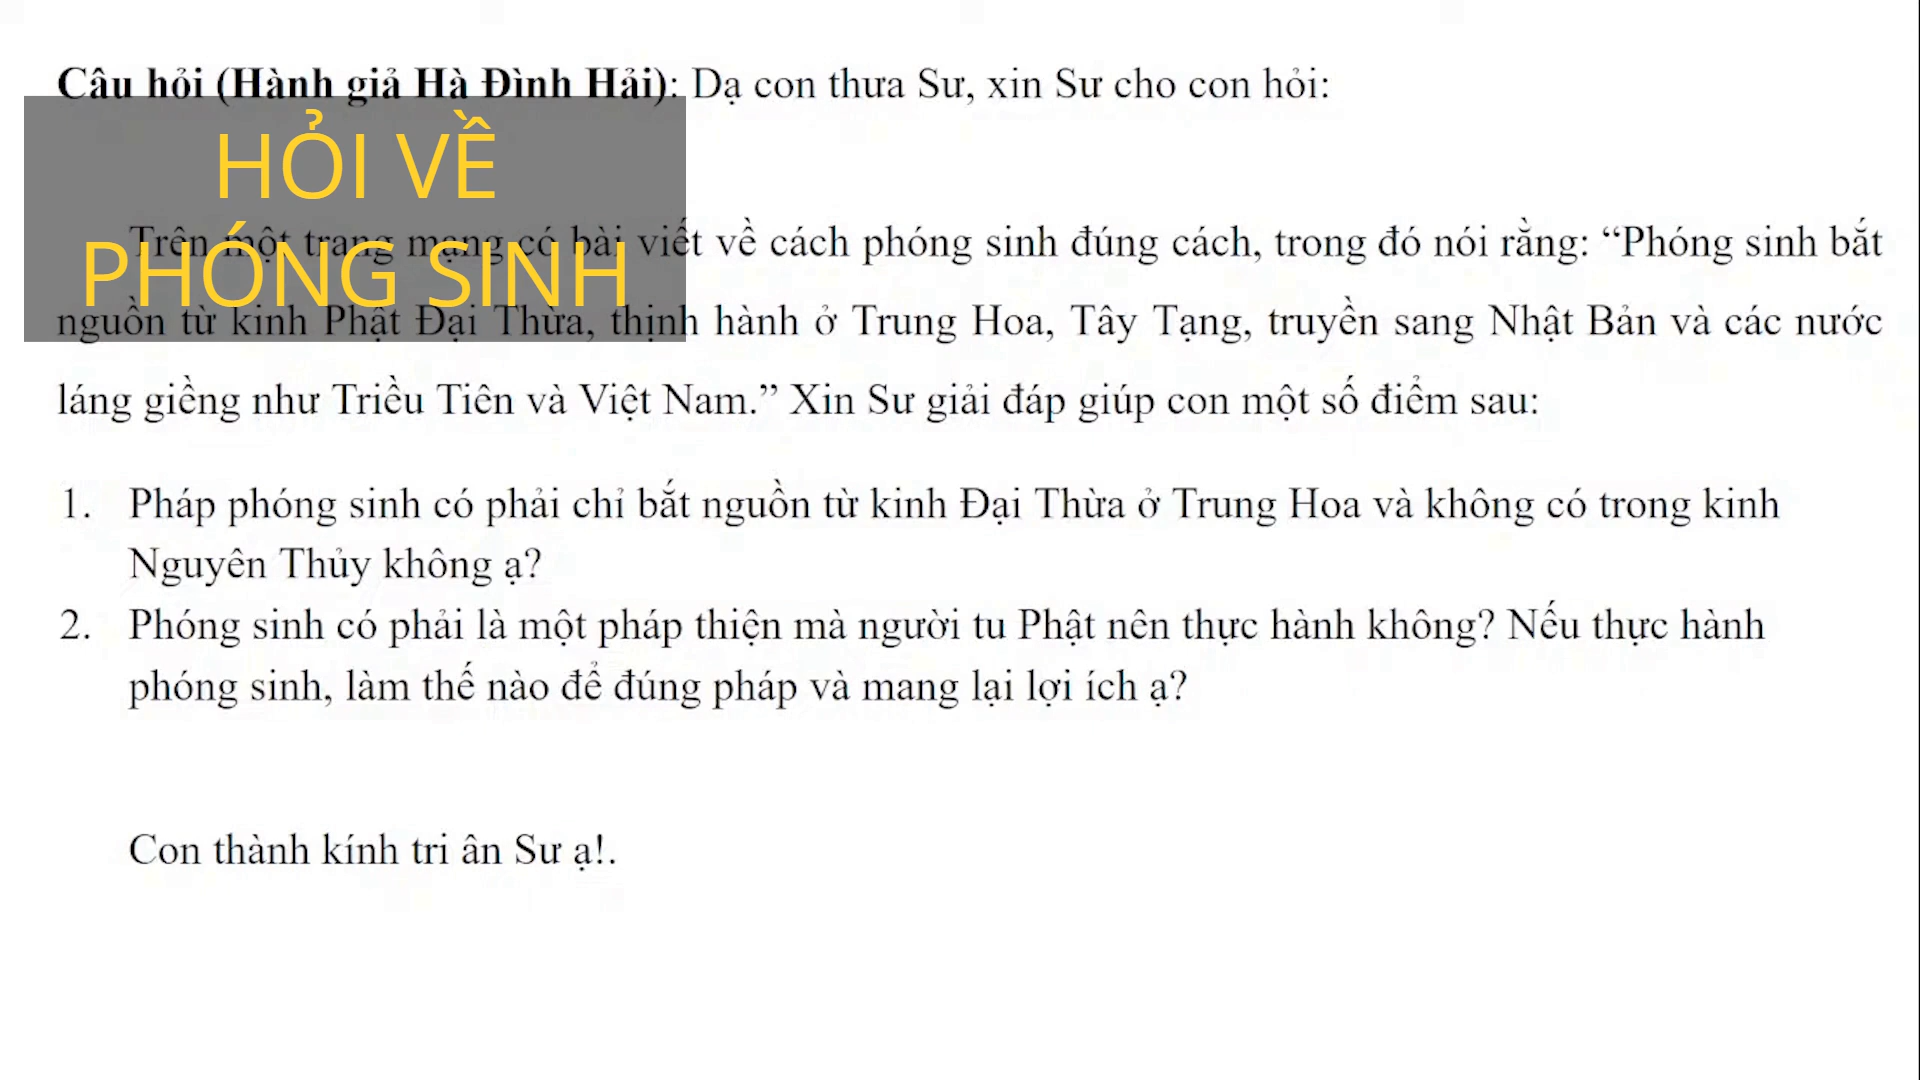 Câu hỏi (Hành giả Hà Đình Hải): Dạ con thưa Sư, xin Sư cho con hỏi:
HỎI VỀ
PHÓNG SINH
Trên một trang mạng có bài viết về cách phóng sinh đúng cách, trong đó nói rằng: “Phóng sinh bắt
nguồn từ kinh Phật Đại Thừa, thịnh hành ở Trung Hoa, Tây Tạng, truyền sang Nhật Bản và các nước
láng giềng như Triều Tiên và Việt Nam.” Xin Sư giải đáp giúp con một số điểm sau:
1. Pháp phóng sinh có phải chỉ bắt nguồn từ kinh Đại Thừa ở Trung Hoa và không có trong kinh
Nguyên Thủy không ạ?
2. Phóng sinh có phải là một pháp thiện mà người tu Phật nên thực hành không? Nếu thực hành
phóng sinh, làm thế nào để đúng pháp và mang lại lợi ích ạ?
Con thành kính tri ân Sư ạ!.